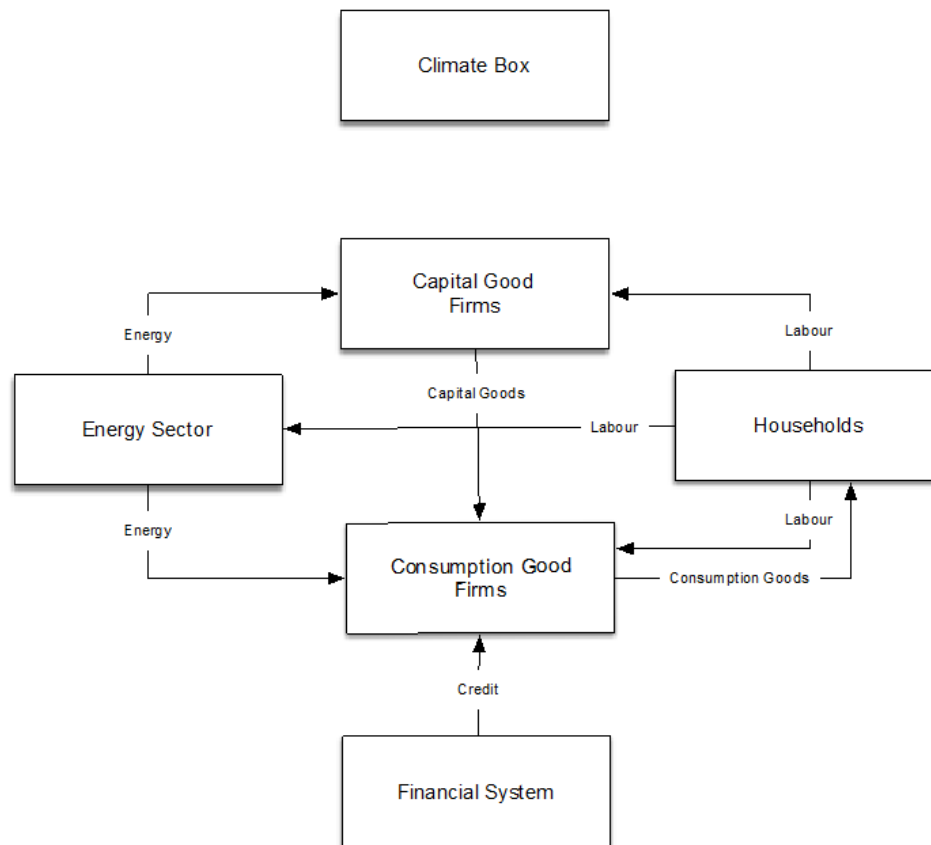 Climate Box
Capital Good
Firms
Energy
Labour
Capital Goods
Energy Sector
Labour
Households
Energy
Labour
Consumption Good
Firms
Consumption Goods
Credit
Financial System